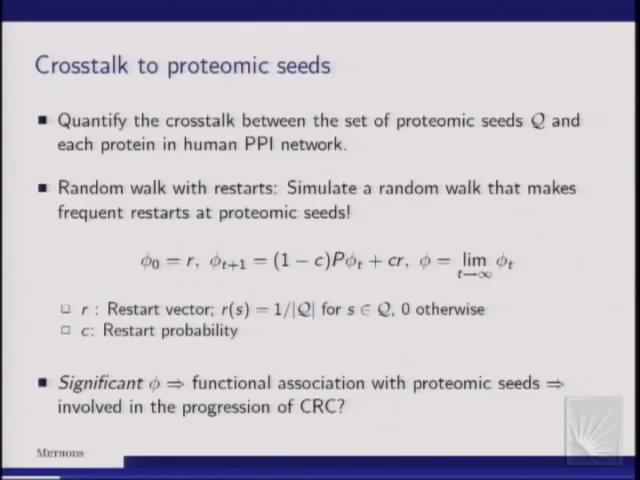 Crosstalk to proteomic seeds
Quantify the crosstalk between the set of proteomic seeds 𝒬 and
each protein in human PPI network.
Random walk with restarts: Simulate a random walk that makes
frequent restarts at proteomic seeds!
ϕ₀ = r, ϕₜ₊₁ = (1 − c)Pϕₜ + cr, ϕ = lim ϕₜ
t→∞
r : Restart vector; r(s) = 1/|𝒬| for s ∈ 𝒬, 0 otherwise
c: Restart probability
Significant ϕ ⇒ functional association with proteomic seeds ⇒
involved in the progression of CRC?
Methods